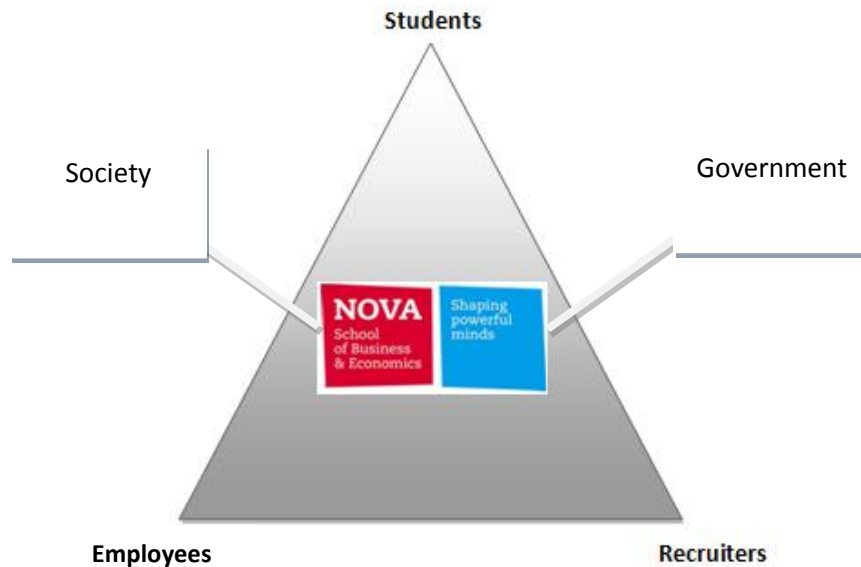 Students
Society
Government
NOVA
School
of Business
& Economics
Shaping
powerful
minds
Employees
Recruiters